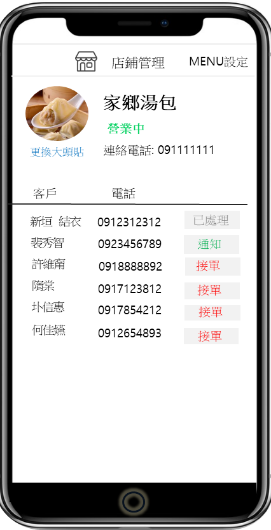 店鋪管理 MENU設定
家鄉湯包
營業中
更換大頭貼 連絡電話: 091111111
客戶 電話
新垣 結衣 0912312312 已處理
裴秀智 0923456789 通知
許維甯 0918888892 接單
隋棠 0917123812 接單
朴信惠 0917854212 接單
何佳嬿 0912654893 接單